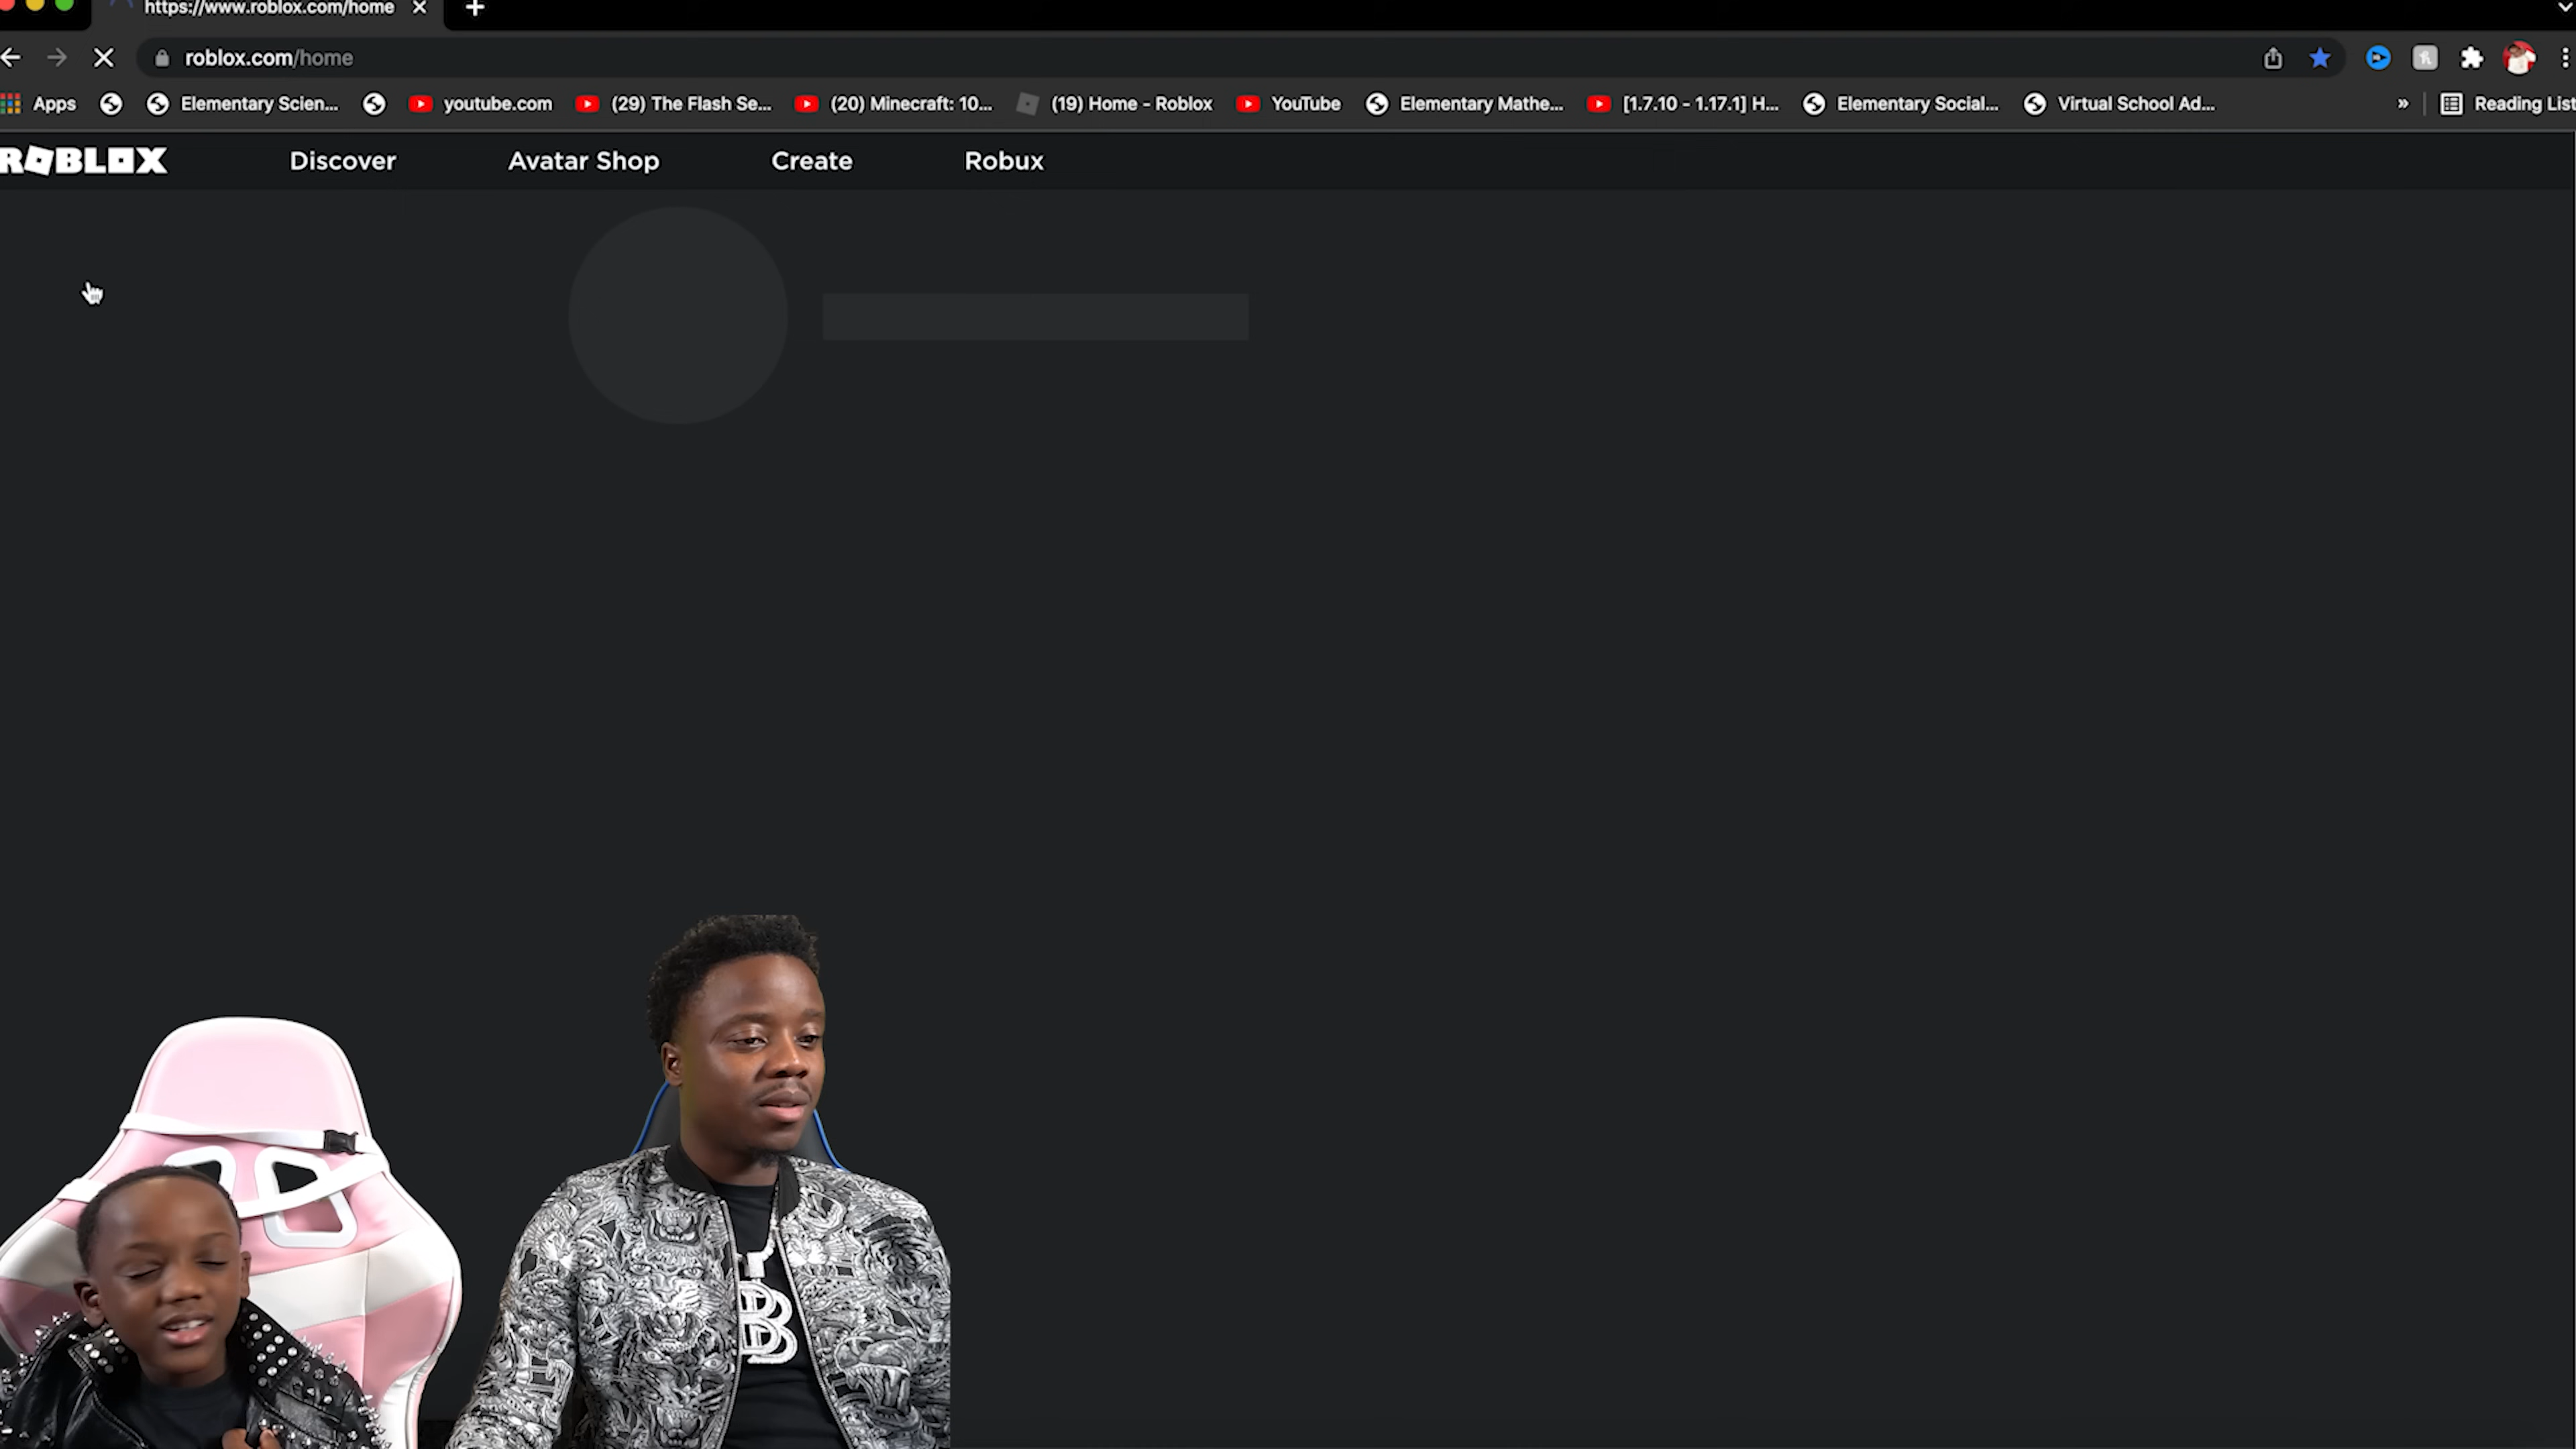 https://www.roblox.com/home
roblox.com/home
Apps Elementary Scien... youtube.com (29) The Flash Se... (20) Minecraft: 10... (19) Home - Roblox YouTube Elementary Mathe... [1.7.10 - 1.17.1] H... Elementary Social... Virtual School Ad... » Reading List
ROBLOX Discover Avatar Shop Create Robux
BB